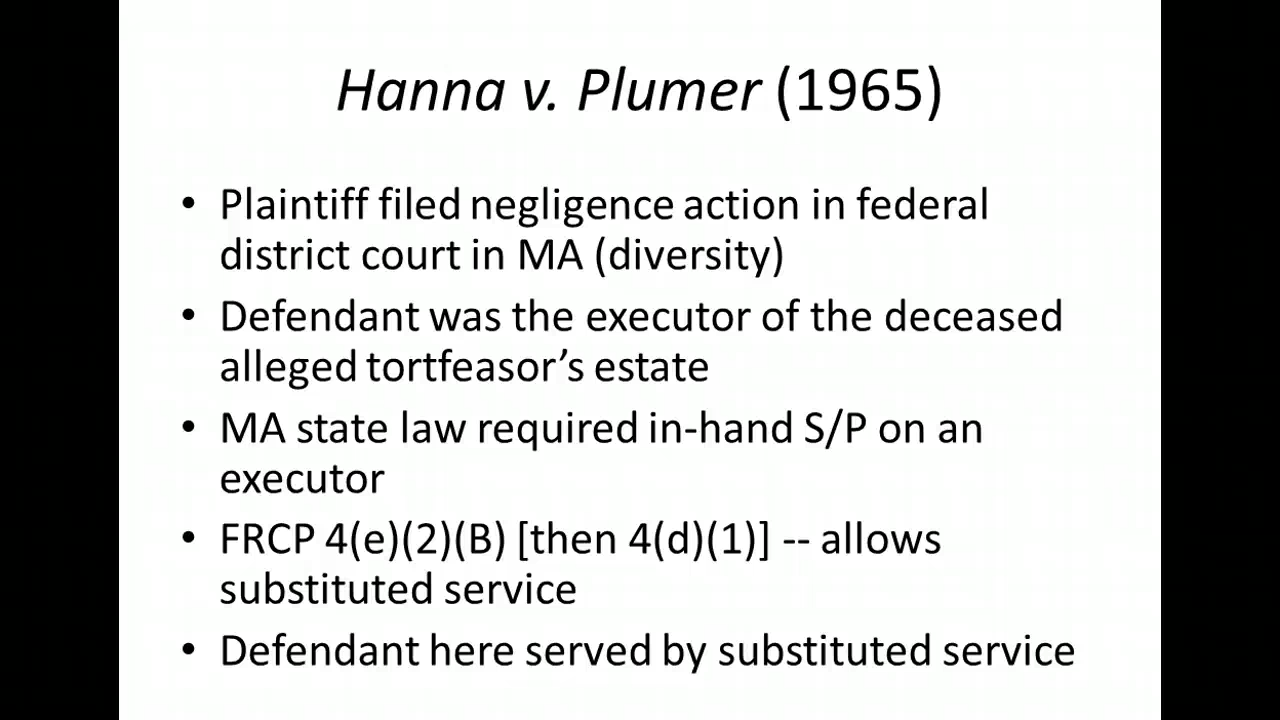 Hanna v. Plumer (1965)
• Plaintiff filed negligence action in federal
district court in MA (diversity)
• Defendant was the executor of the deceased
alleged tortfeasor’s estate
• MA state law required in-hand S/P on an
executor
• FRCP 4(e)(2)(B) [then 4(d)(1)] -- allows
substituted service
• Defendant here served by substituted service